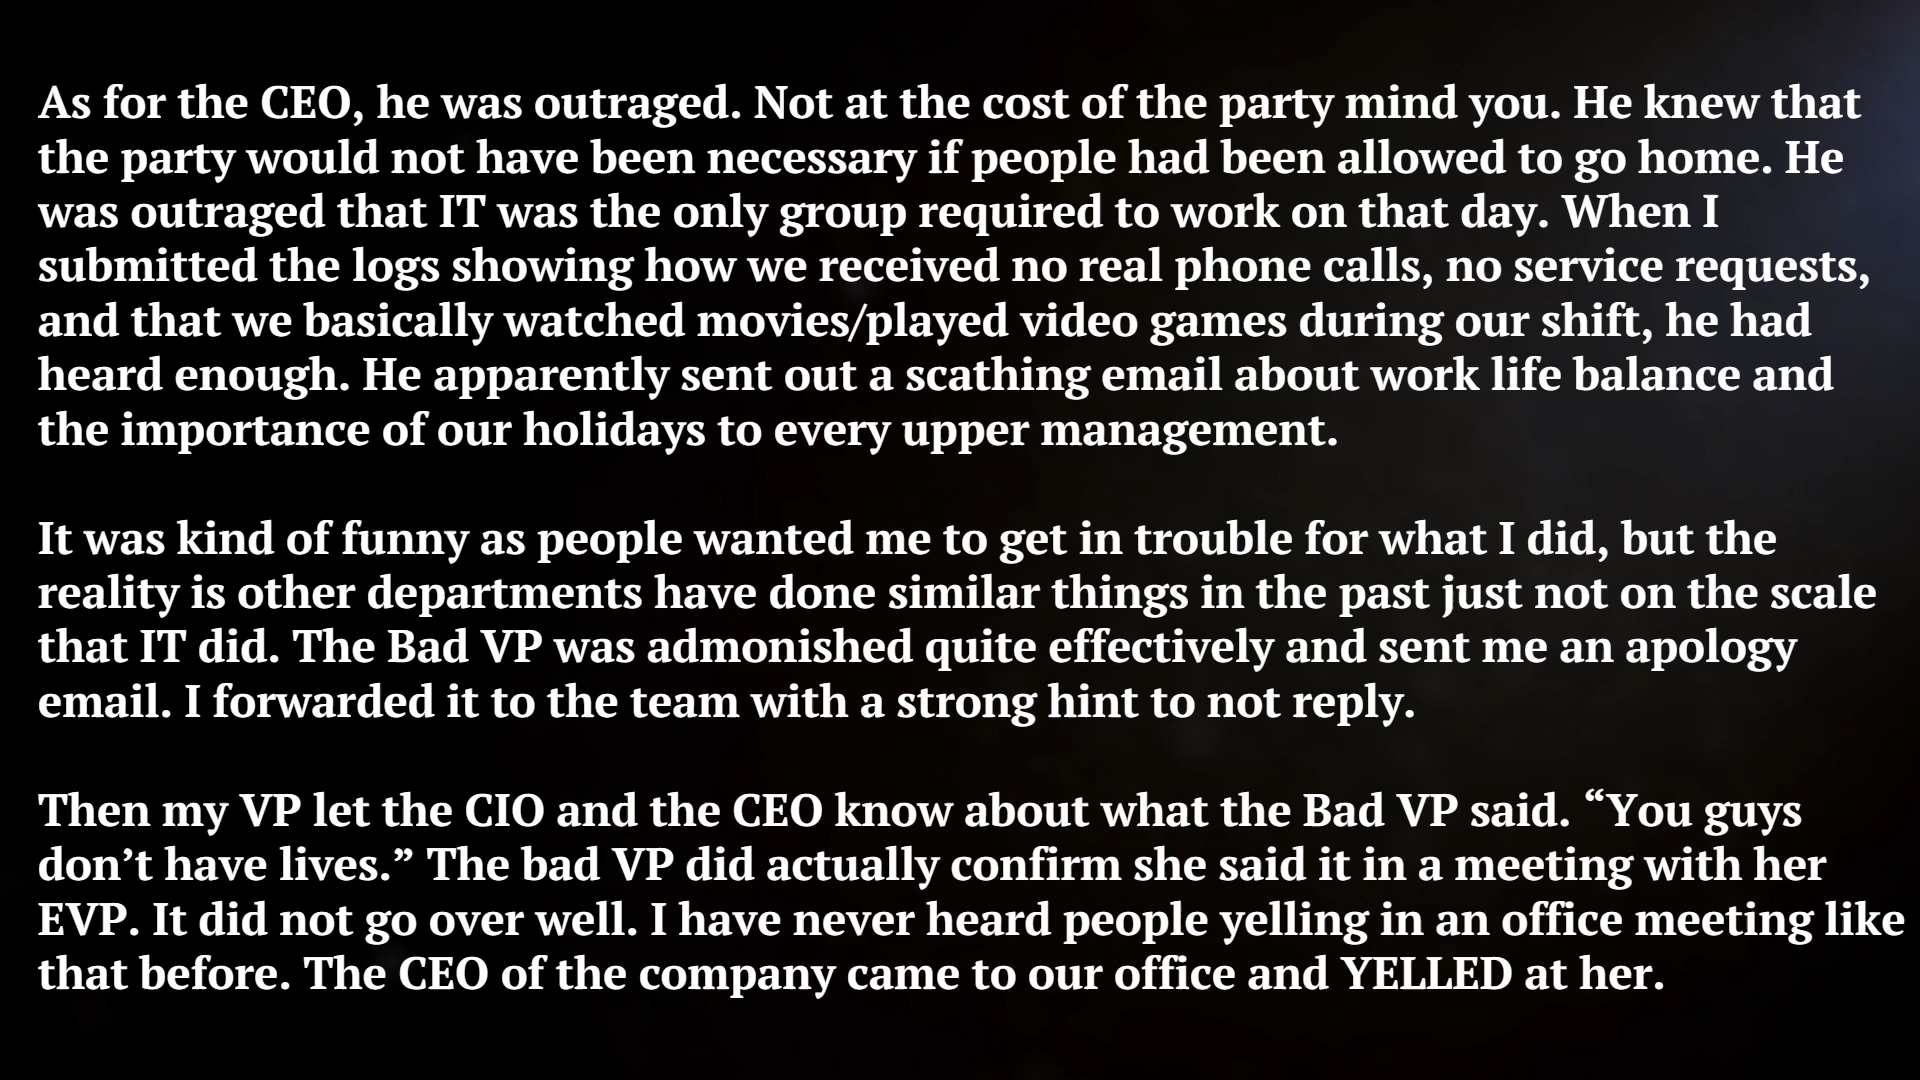 As for the CEO, he was outraged. Not at the cost of the party mind you. He knew that
the party would not have been necessary if people had been allowed to go home. He
was outraged that IT was the only group required to work on that day. When I
submitted the logs showing how we received no real phone calls, no service requests,
and that we basically watched movies/played video games during our shift, he had
heard enough. He apparently sent out a scathing email about work life balance and
the importance of our holidays to every upper management.
It was kind of funny as people wanted me to get in trouble for what I did, but the
reality is other departments have done similar things in the past just not on the scale
that IT did. The Bad VP was admonished quite effectively and sent me an apology
email. I forwarded it to the team with a strong hint to not reply.
Then my VP let the CIO and the CEO know about what the Bad VP said. “You guys
don’t have lives.” The bad VP did actually confirm she said it in a meeting with her
EVP. It did not go over well. I have never heard people yelling in an office meeting like
that before. The CEO of the company came to our office and YELLED at her.